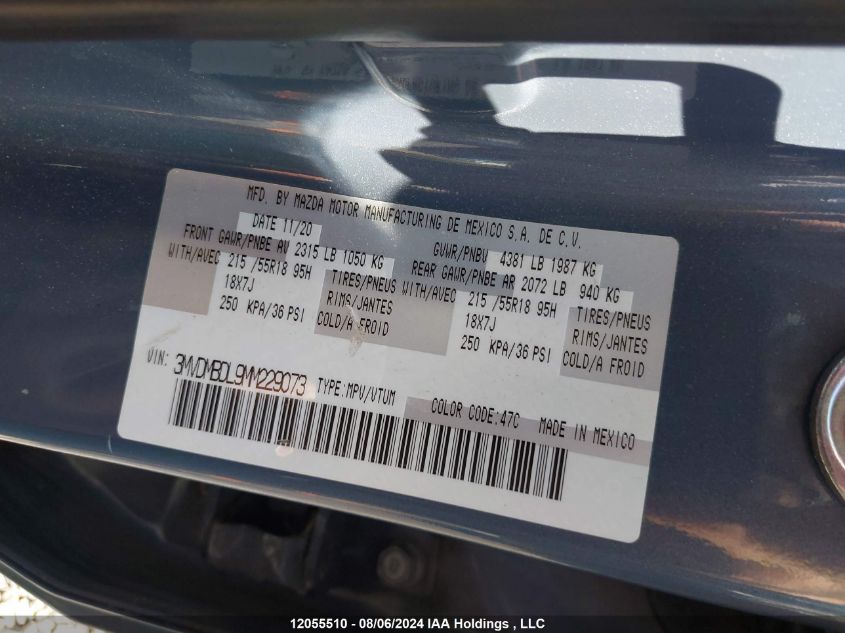 MFD. BY MAZDA MOTOR MANUFACTURING DE MEXICO S.A. DE C.V.
DATE 11/20 GVWR/PNBV 4381 LB 1987 KG
FRONT GAWR/PNBE AV 2315 LB 1050 KG REAR GAWR/PNBE AR 2072 LB 940 KG
WITH/AVEC 215 /55R18 95H TIRES/PNEUS WITH/AVEC 215 /55R18 95H TIRES/PNEUS
18X7J RIMS/JANTES 18X7J RIMS/JANTES
250 KPA/36 PSI COLD/A FROID 250 KPA/36 PSI COLD/A FROID
VIN: 3MVDMBDL9MM229073 TYPE:MPV/VTUM COLOR CODE:47C MADE IN MEXICO
12055510 - 08/06/2024 IAA Holdings , LLC